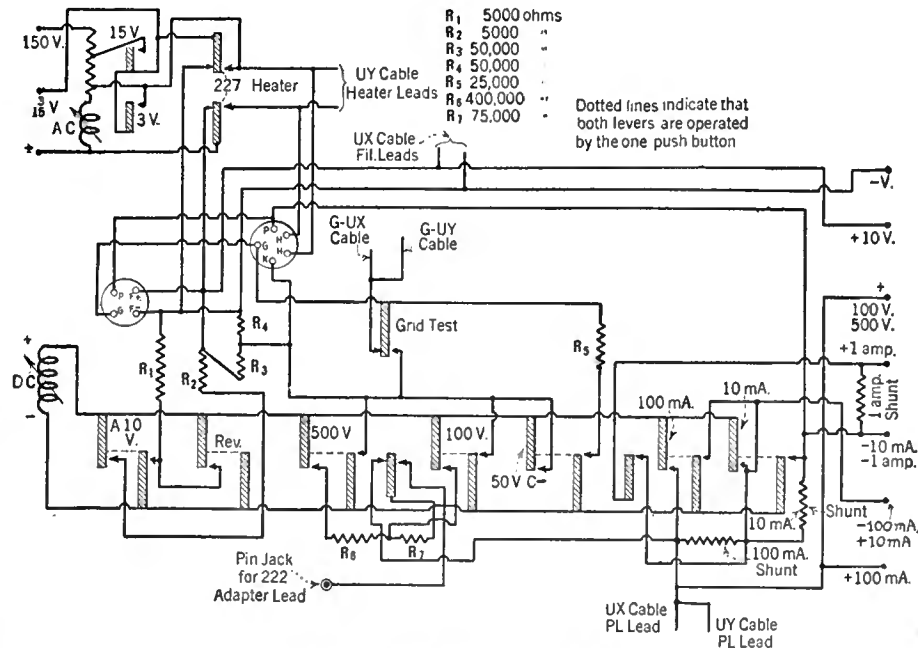 R1 5000 ohms
R2 5000 "
R3 50,000 "
R4 50,000 "
R5 25,000 "
R6 400,000 "
R7 75,000 "
150 V.
15 V
3/15 V
AC
3 V.
±
227 Heater
UY Cable
Heater Leads
Dotted lines indicate that
both levers are operated
by the one push button
UX Cable
Fil. Leads
-V.
+10 V.
G-UX
Cable
G-UY
Cable
P
H
G
H
K
P
F+
G
F-
+
100 V.
500 V.
Grid Test
R4
R3
R1
R2
R5
+1 amp.
1 amp.
Shunt
+
DC
-
A 10
V.
Rev.
500 V
100 V.
50 V C-
100 mA.
10 mA.
-10 mA.
-1 amp.
10 mA.
Shunt
-100 mA
+10mA
R6
R7
100 mA.
Shunt
+100 mA.
Pin Jack
for 222
Adapter Lead
UX Cable
PL Lead
UY Cable
PL Lead